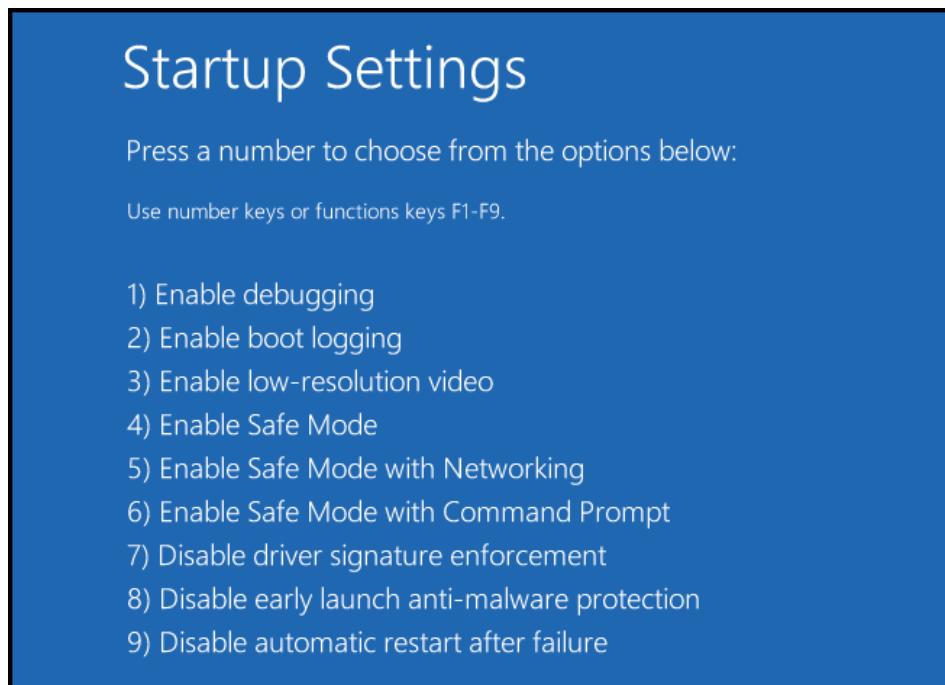 Startup Settings
Press a number to choose from the options below:
Use number keys or functions keys F1-F9.
1) Enable debugging
2) Enable boot logging
3) Enable low-resolution video
4) Enable Safe Mode
5) Enable Safe Mode with Networking
6) Enable Safe Mode with Command Prompt
7) Disable driver signature enforcement
8) Disable early launch anti-malware protection
9) Disable automatic restart after failure